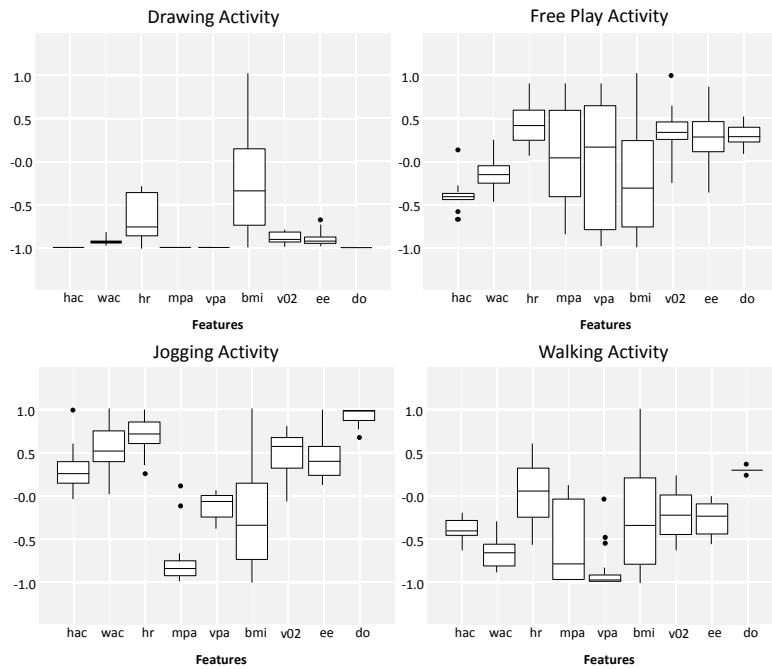 Drawing Activity
1.0
0.5
-0.0
-0.5
-1.0
hac wac hr mpa vpa bmi v02 ee do
Features
Free Play Activity
1.0
0.5
-0.0
-0.5
-1.0
hac wac hr mpa vpa bmi v02 ee do
Features
Jogging Activity
1.0
0.5
-0.0
-0.5
-1.0
hac wac hr mpa vpa bmi v02 ee do
Features
Walking Activity
1.0
0.5
-0.0
-0.5
-1.0
hac wac hr mpa vpa bmi v02 ee do
Features